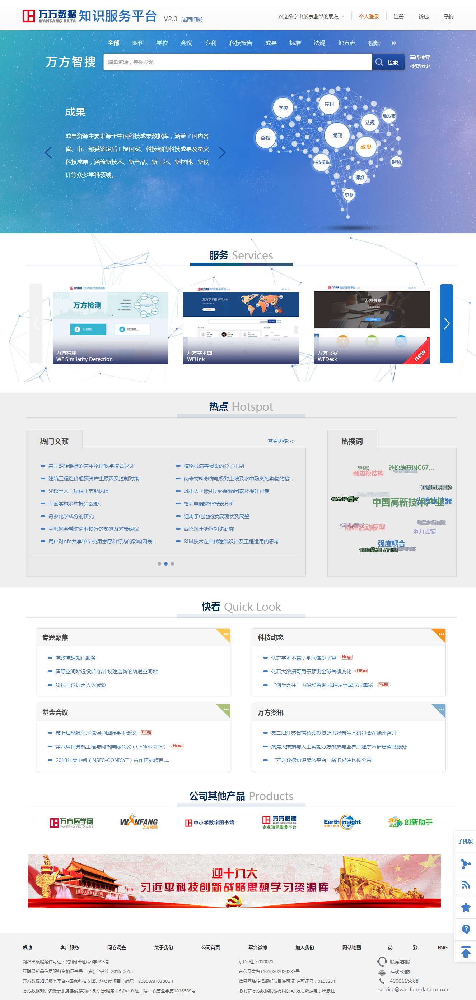 万方数据
WANFANG DATA
知识服务平台
V2.0
返回旧版
欢迎数字出版事业部的朋友
个人登录
注册
钱包
导航
全部 期刊 学位 会议 专利 科技报告 成果 标准 法规 地方志 视频
万方智搜
海量资源，等你发现
检索
高级检索
检索历史
成果
成果资源主要来源于中国科技成果数据库，涵盖了国内各
省、市、部委鉴定后上报国家、科技部的科技成果及星火
科技成果，涵盖新技术、新产品、新工艺、新材料、新设
计等众多学科领域。
学位
专利
地方志
法规
期刊
会议
成果
科技报告
视频
标准
更多
服务 Services
万方检测
万方检测
WF Similarity Detection
万方学术圈 WFLink
万方学术圈
WFLink
万方书案
万方书案
WFDesk
new
热点 Hotspot
热门文献
查看更多>>
基于翻转课堂的高中物理教学模式探讨
建筑工程造价超预算产生原因及控制对策
浅谈土木工程施工节能环保
全面实施乡村振兴战略
丹参化学成分的研究
互联网金融对商业银行的影响及对策建议
用户对ofo共享单车使用意愿和行为的影响因素...
植物抗病毒侵染的分子机制
纳米材料修饰电极对土壤及水中酚类污染物的检...
城市人才吸引力的影响因素及提升对策
格力电器财务报表分析
锂离子电池的发展现状及展望
西兴风土街区初步研究
BIM技术在当代建筑设计及工程运用的思考
热搜词
还原酶基因C67...
翻边模结构
中国高新技术产业
神经活动模型
重力式锚
强度耦合
快看 Quick Look
专题聚焦
党政党建知识服务
国际空间站退役后 俄计划建造新的轨道空间站
科技与伦理之人体试验
科技动态
认定学术不端，到底谁说了算 NEW!
化石大数据可用于预测全球气候变化 NEW!
“创生之柱”内磁场首现 或揭示恒星形成奥秘 NEW!
基金会议
第七届能源与环境保护国际学术会议 NEW!
第八届计算机工程与网络国际会议（CENet2018） NEW!
2018年度中智（NSFC-CONICYT）合作研究项目.....
万方资讯
第二届江苏省高校文献资源市场新生态研讨会在徐州召开
聚焦大数据与人工智能万方数据与业界共建学术信息智慧服务
“万方数据知识服务平台”新旧系统切换公告
公司其他产品 Products
万方医学网
WANFANG MED ONLINE
WANFANG
万方视频
中小学数字图书馆
万方数据
WANFANG DATA
企业知识服务平台
Earth insight
创新助手
手机版
迎十九大
习近平科技创新战略思想学习资源库
帮助 客户服务 问卷调查 关于我们 公司首页 平台微博 加入我们 网站地图 简 繁 ENG
网络出版服务许可证：(总)网出证(京)字096号
互联网药品信息服务资格证书号：(京)-经营性-2016-0015
万方数据知识服务平台--国家科技支撑计划资助项目（编号：2006BAH03B01）
万方数据知识资源云服务系统[简称：知识云服务平台]V1.0 证书号：软著登字第1016589号
京ICP证：010071
京公网安备11010802020237号
信息网络传播视听节目许可证 许可证号：0108284
©北京万方数据股份有限公司 万方数据电子出版社
联系客服
在线客服
4000115888
service@wanfangdata.com.cn